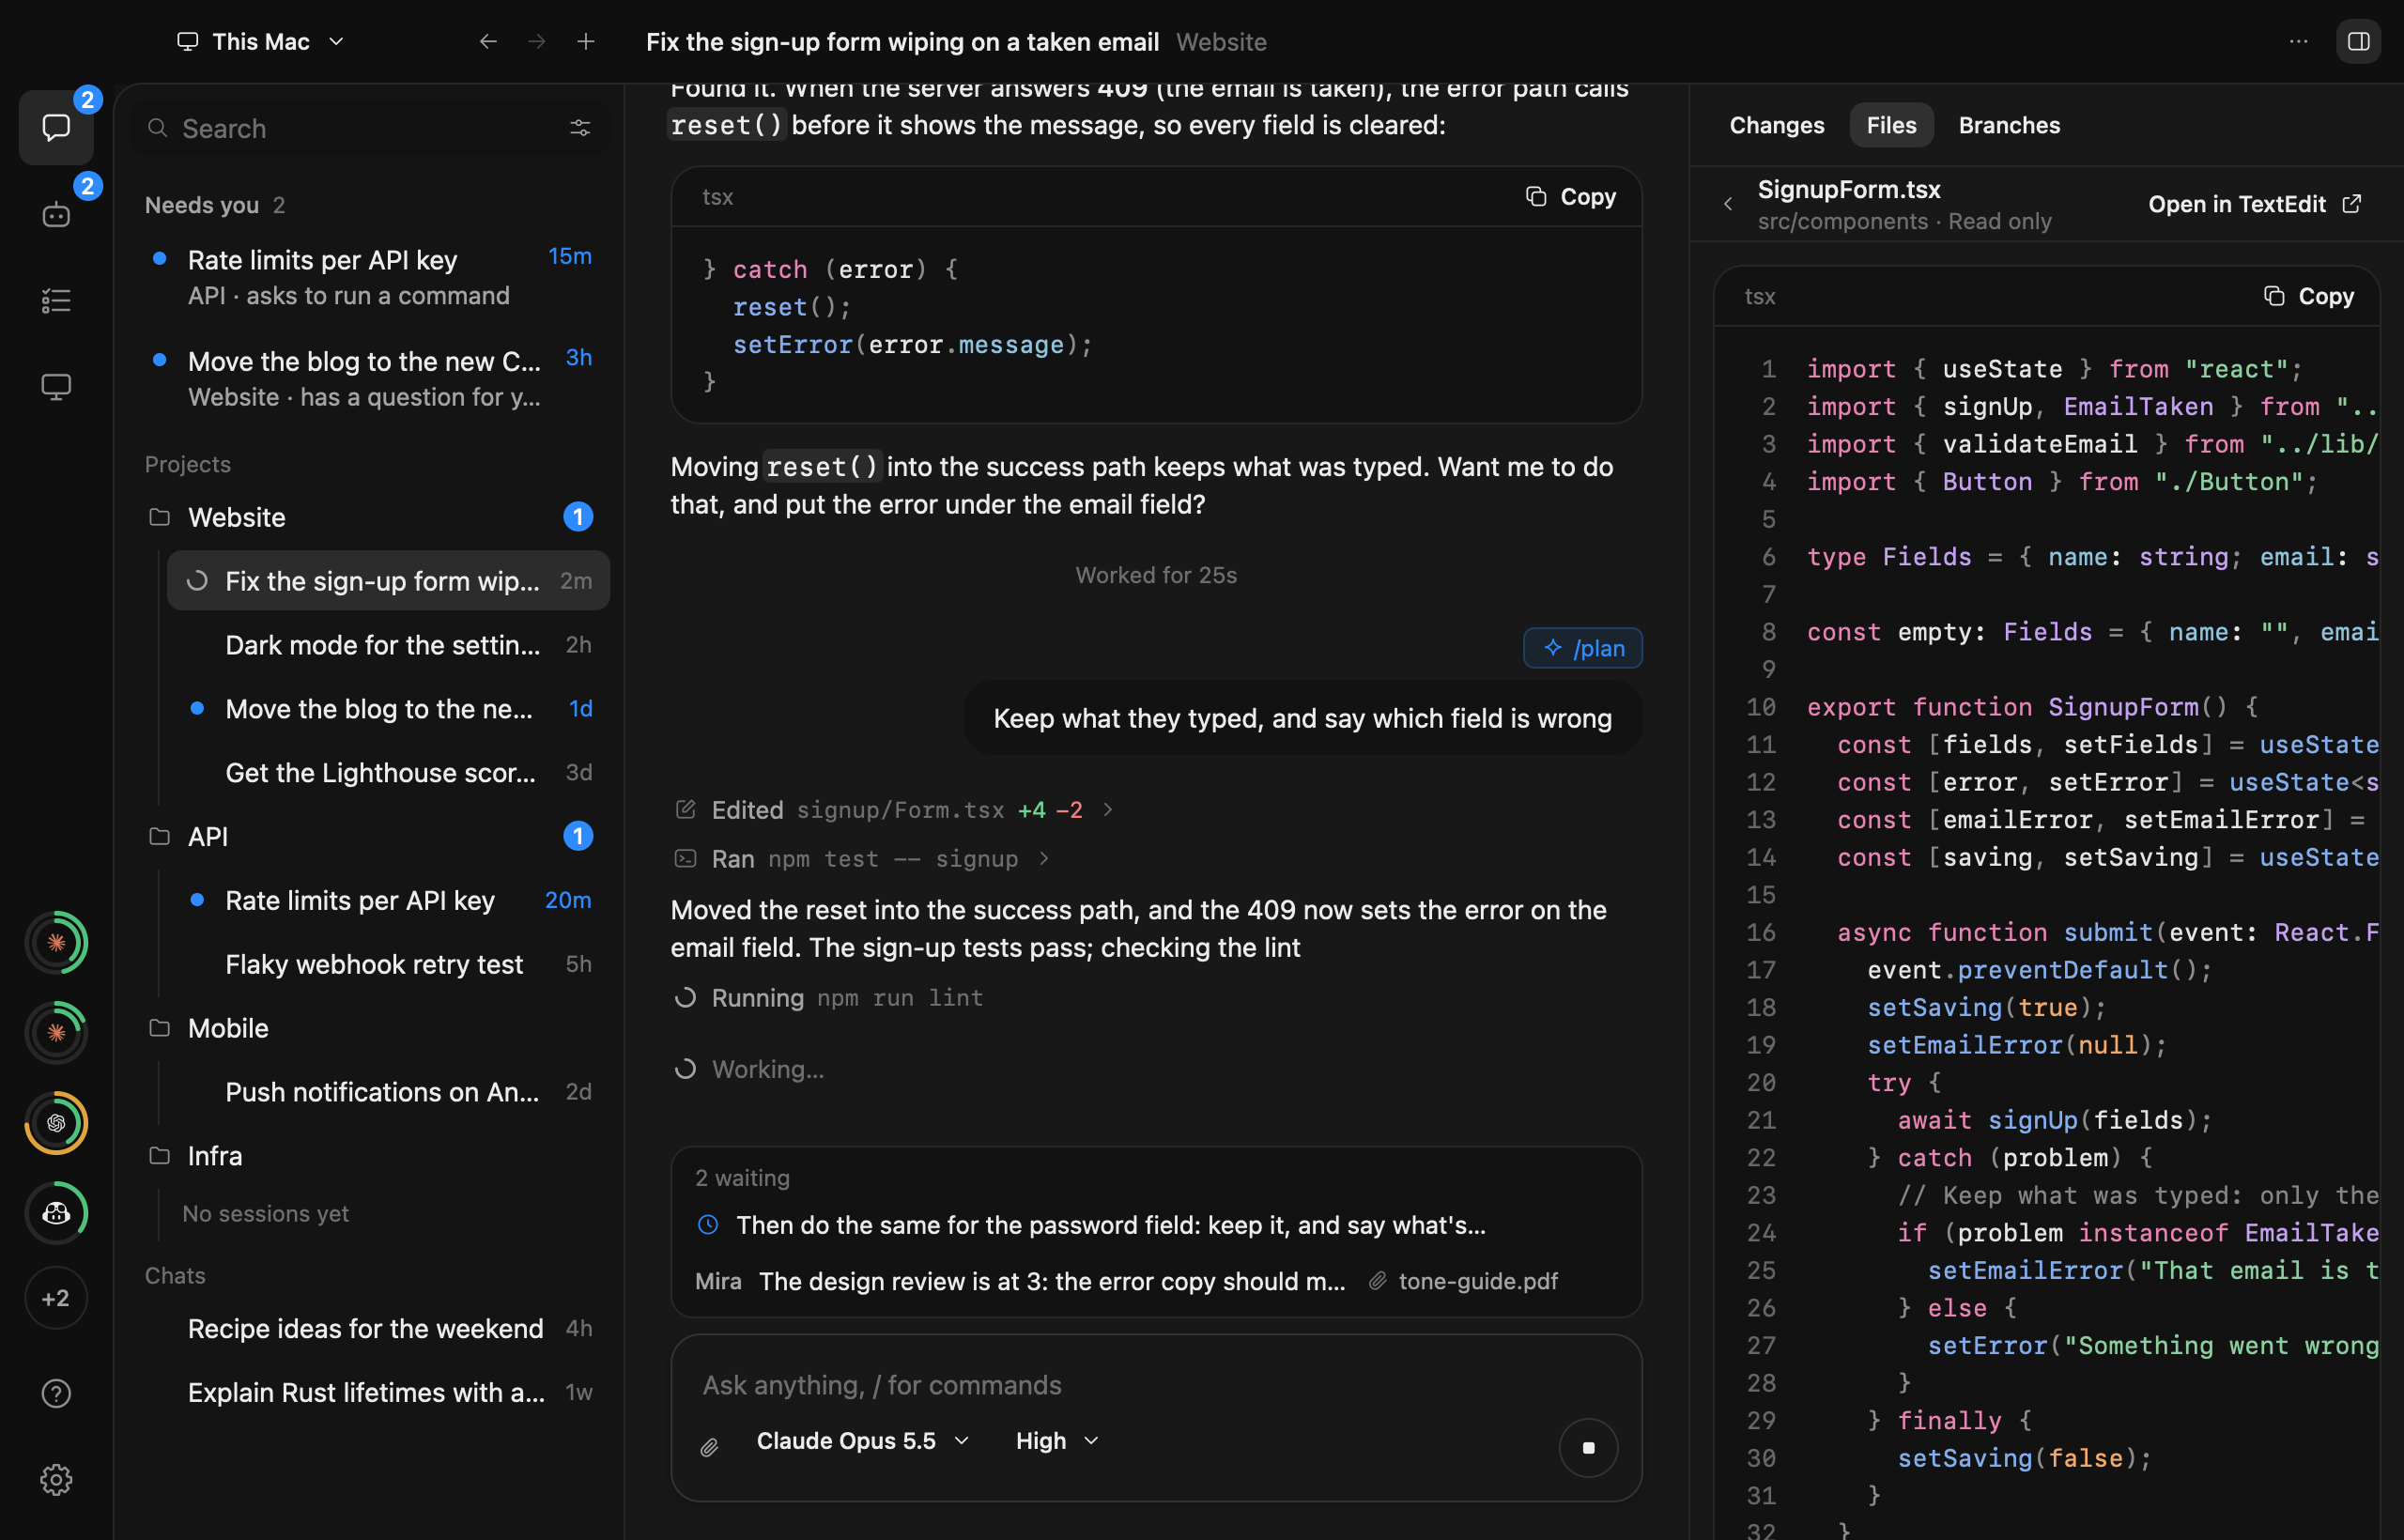 This Mac
Fix the sign-up form wiping on a taken email Website
2
2
Search
Needs you 2
Rate limits per API key 15m
API · asks to run a command
Move the blog to the new C... 3h
Website · has a question for y...
Projects
Website 1
Fix the sign-up form wip... 2m
Dark mode for the settin... 2h
Move the blog to the ne... 1d
Get the Lighthouse scor... 3d
API 1
Rate limits per API key 20m
Flaky webhook retry test 5h
Mobile
Push notifications on An... 2d
Infra
No sessions yet
Chats
Recipe ideas for the weekend 4h
Explain Rust lifetimes with a... 1w
+2
Found it. When the server answers 409 (the email is taken), the error path calls
reset() before it shows the message, so every field is cleared:
tsx Copy
} catch (error) {
reset();
setError(error.message);
}
Moving reset() into the success path keeps what was typed. Want me to do
that, and put the error under the email field?
Worked for 25s
/plan
Keep what they typed, and say which field is wrong
Edited signup/Form.tsx +4 −2
Ran npm test -- signup
Moved the reset into the success path, and the 409 now sets the error on the
email field. The sign-up tests pass; checking the lint
Running npm run lint
Working...
2 waiting
Then do the same for the password field: keep it, and say what's...
Mira The design review is at 3: the error copy should m... tone-guide.pdf
Ask anything, / for commands
Claude Opus 5.5 High
Changes Files Branches
SignupForm.tsx
src/components · Read only
Open in TextEdit
tsx Copy
1 import { useState } from "react";
2 import { signUp, EmailTaken } from "..
3 import { validateEmail } from "../lib/
4 import { Button } from "./Button";
5
6 type Fields = { name: string; email: s
7
8 const empty: Fields = { name: "", emai
9
10 export function SignupForm() {
11 const [fields, setFields] = useState
12 const [error, setError] = useState<s
13 const [emailError, setEmailError] =
14 const [saving, setSaving] = useState
15
16 async function submit(event: React.F
17 event.preventDefault();
18 setSaving(true);
19 setEmailError(null);
20 try {
21 await signUp(fields);
22 } catch (problem) {
23 // Keep what was typed: only the
24 if (problem instanceof EmailTake
25 setEmailError("That email is t
26 } else {
27 setError("Something went wrong
28 }
29 } finally {
30 setSaving(false);
31 }
32 }